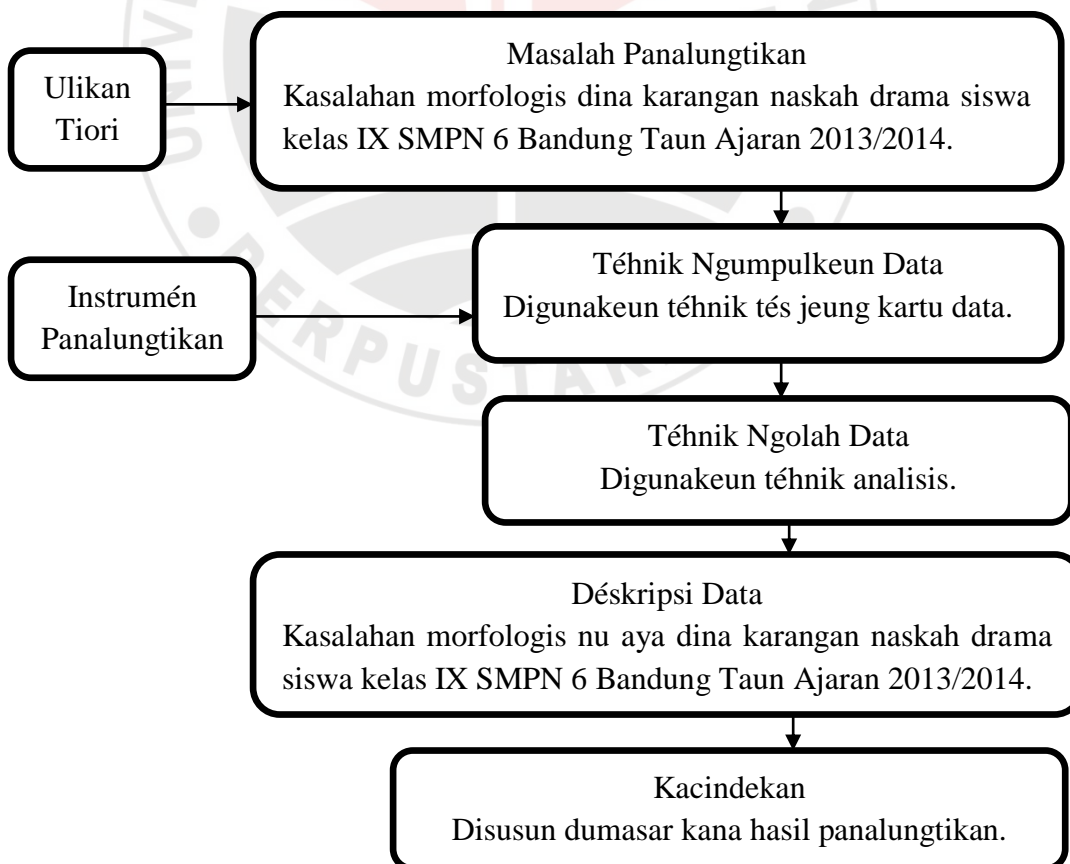 Masalah Panalungtikan
Ulikan
Tiori
Kasalahan morfologis dina karangan naskah drama siswa
kelas IX SMPN 6 Bandung Taun Ajaran 2013/2014.
Téhnik Ngumpulkeun Data
Digunakeun téhnik tés jeung kartu data.
Instrumén
Panalungtikan
Téhnik Ngolah Data
Digunakeun téhnik analisis.
Déskripsi Data
Kasalahan morfologis nu aya dina karangan naskah drama
siswa kelas IX SMPN 6 Bandung Taun Ajaran 2013/2014.
Kacindekan
Disusun dumasar kana hasil panalungtikan.